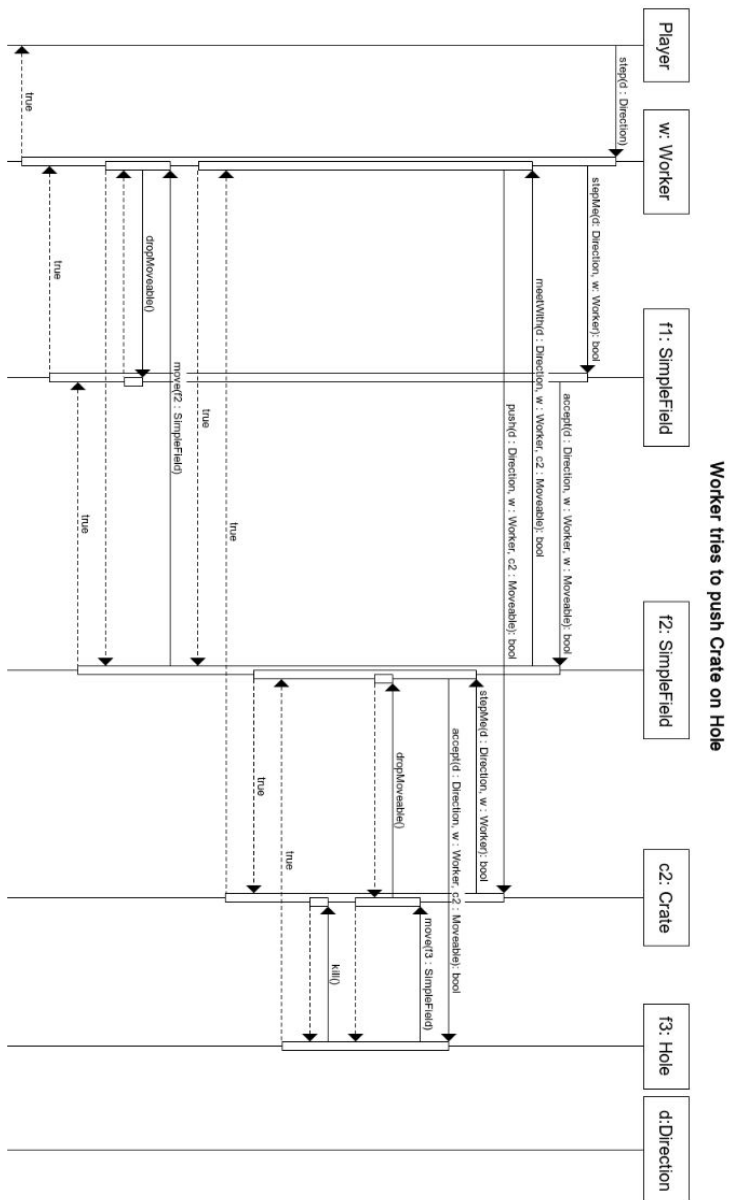 Worker tries to push Crate on Hole
Player
w: Worker
f1: SimpleField
f2: SimpleField
c2: Crate
f3: Hole
d:Direction
step(d : Direction)
stepMe(d: Direction, w: Worker): bool
accept(d : Direction, w : Worker, w : Moveable): bool
meetWith(d : Direction, w : Worker, c2 : Moveable): bool
push(d : Direction, w : Worker, c2 : Moveable): bool
stepMe(d : Direction, w : Worker): bool
accept(d : Direction, w : Worker, c2 : Moveable): bool
move(f3 : SimpleField)
dropMoveable()
kill()
true
true
true
true
move(f2 : SimpleField)
dropMoveable()
true
true
true